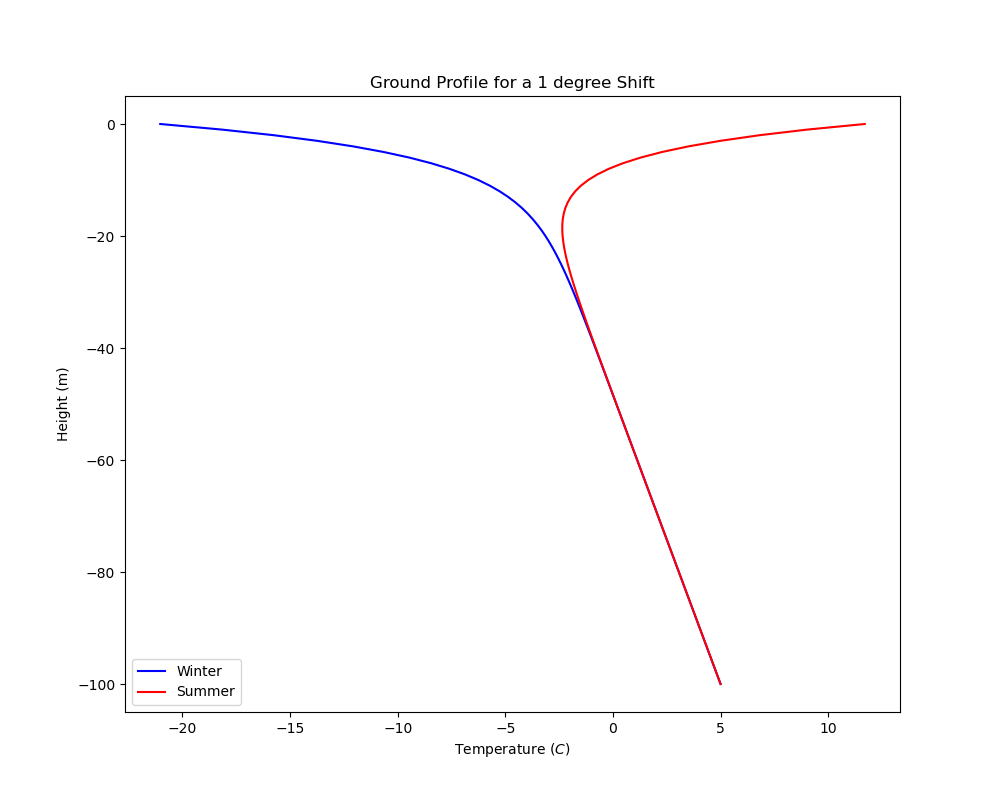 Ground Profile for a 1 degree Shift
0
−20
−40
−60
−80
−100
Height (m)
Winter
Summer
−20 −15 −10 −5 0 5 10
Temperature (C)